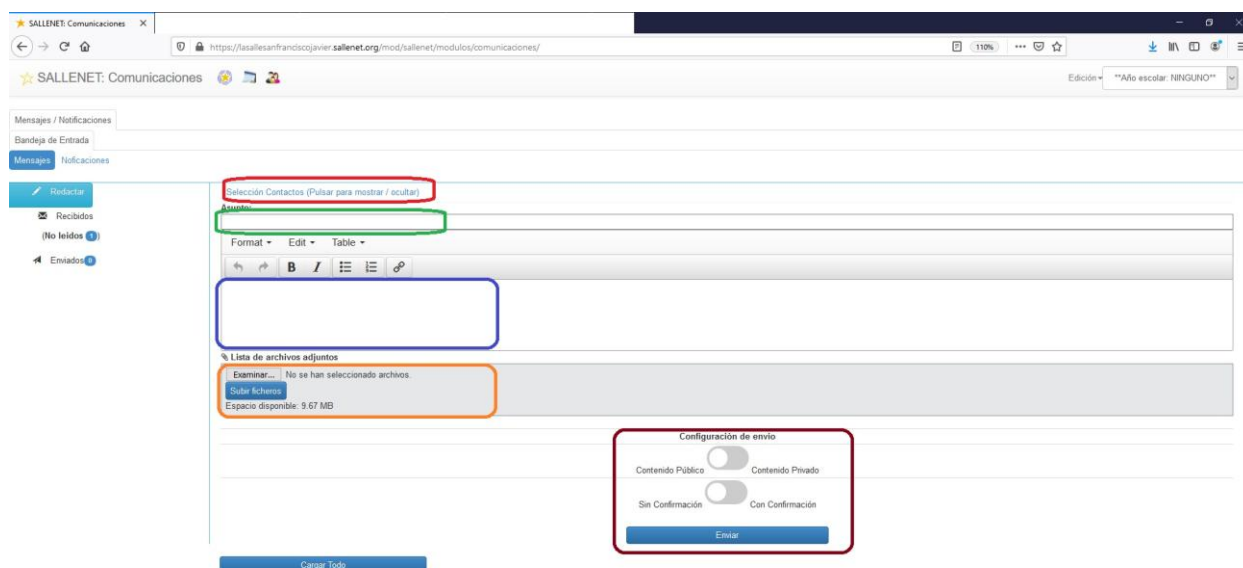 SALLENET: Comunicaciones
https://lasallesanfranciscojavier.sallenet.org/mod/sallenet/modulos/comunicaciones/
110%
SALLENET: Comunicaciones
Edición
**Año escolar: NINGUNO**
Mensajes / Notificaciones
Bandeja de Entrada
Mensajes Noficaciones
Redactar
Recibidos
(No leidos 1)
Enviados 0
Selección Contactos (Pulsar para mostrar / ocultar)
Asunto:
Format Edit Table
B I
Lista de archivos adjuntos
Examinar... No se han seleccionado archivos.
Subir ficheros
Espacio disponible: 9.67 MB
Configuración de envio
Contenido Público Contenido Privado
Sin Confirmación Con Confirmación
Enviar
Cargar Todo